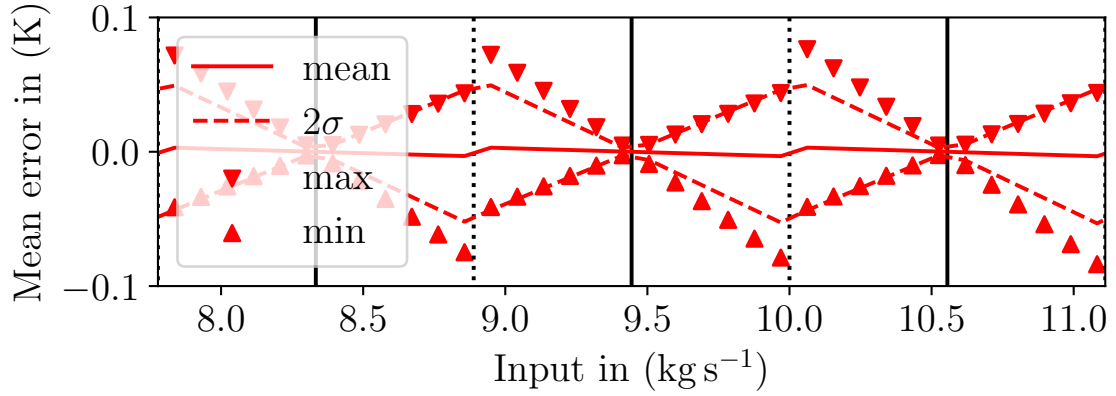 Mean error in (K)
0.1
0.0
−0.1
mean
2σ
max
min
8.0 8.5 9.0 9.5 10.0 10.5 11.0
Input in (kg s⁻¹)